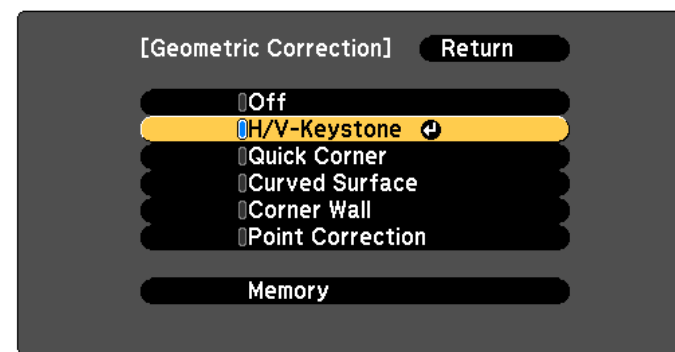 [Geometric Correction] Return
Off
H/V-Keystone
Quick Corner
Curved Surface
Corner Wall
Point Correction
Memory